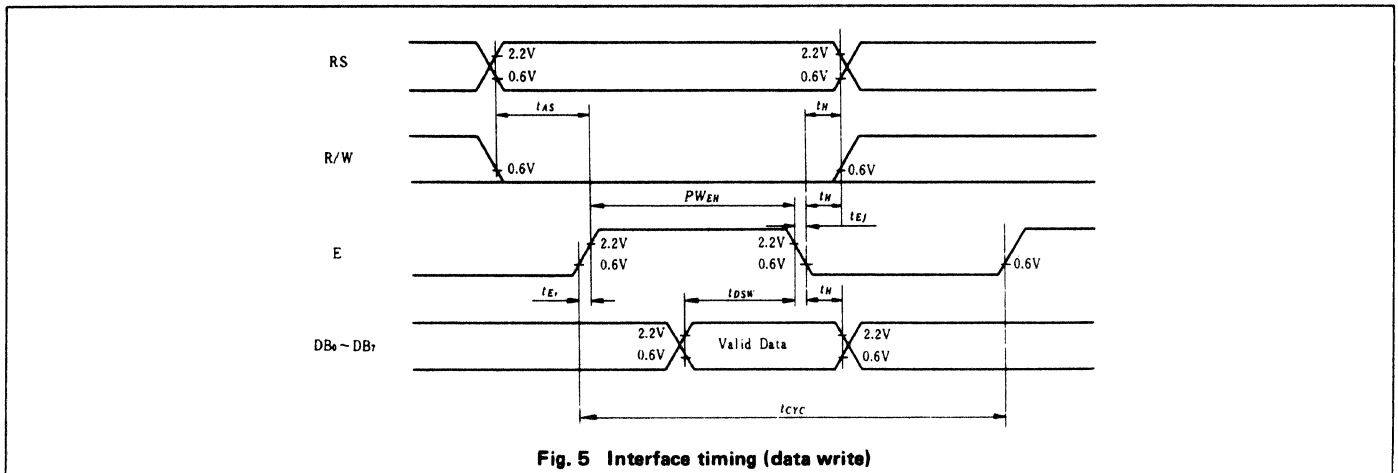 RS
2.2V
0.6V
2.2V
0.6V
tAS
tH
R/W
0.6V
0.6V
PWEH
tH
tEf
E
2.2V
0.6V
2.2V
0.6V
0.6V
tEr
tDSW
tH
DB0~DB7
2.2V
0.6V
Valid Data
2.2V
0.6V
tCYC
Fig. 5 Interface timing (data write)